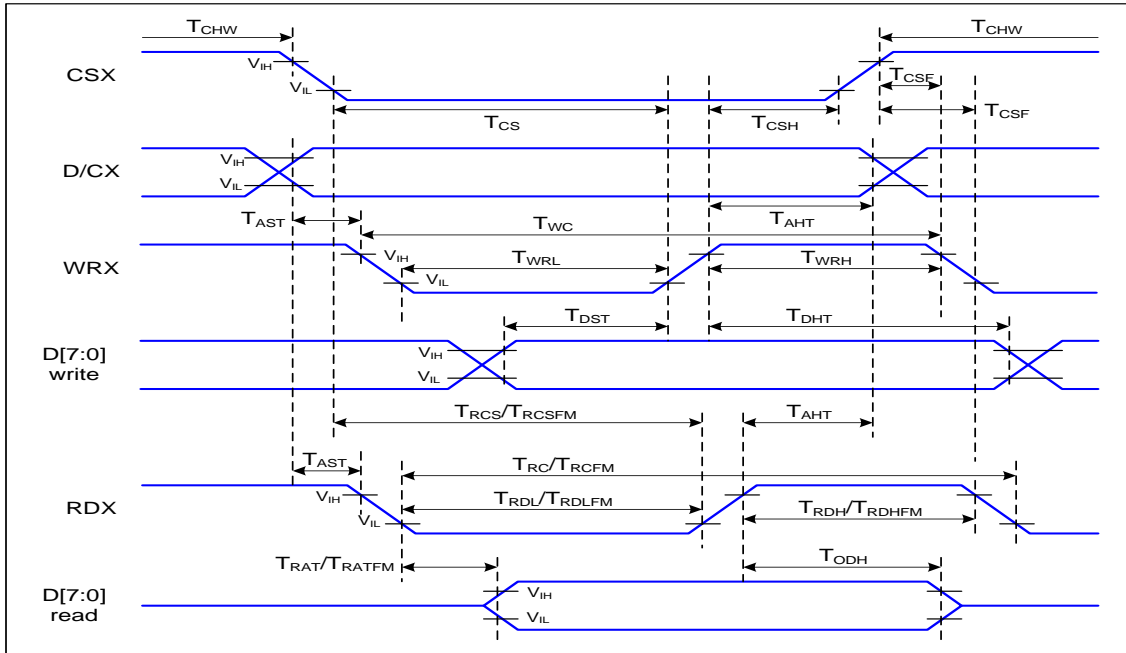 TCHW TCHW
CSX VIH TCSF
VIL TCSF
TCS TCSH
D/CX VIH
VIL
TAST TAHT
TWC
WRX VIH TWRL TWRH
VIL
TDST TDHT
D[7:0] VIH
write VIL
TRCS/TRCSFM TAHT
TAST TRC/TRCFM
RDX VIH TRDL/TRDLFM TRDH/TRDHFM
VIL
TRAT/TRATFM TODH
D[7:0] VIH
read VIL